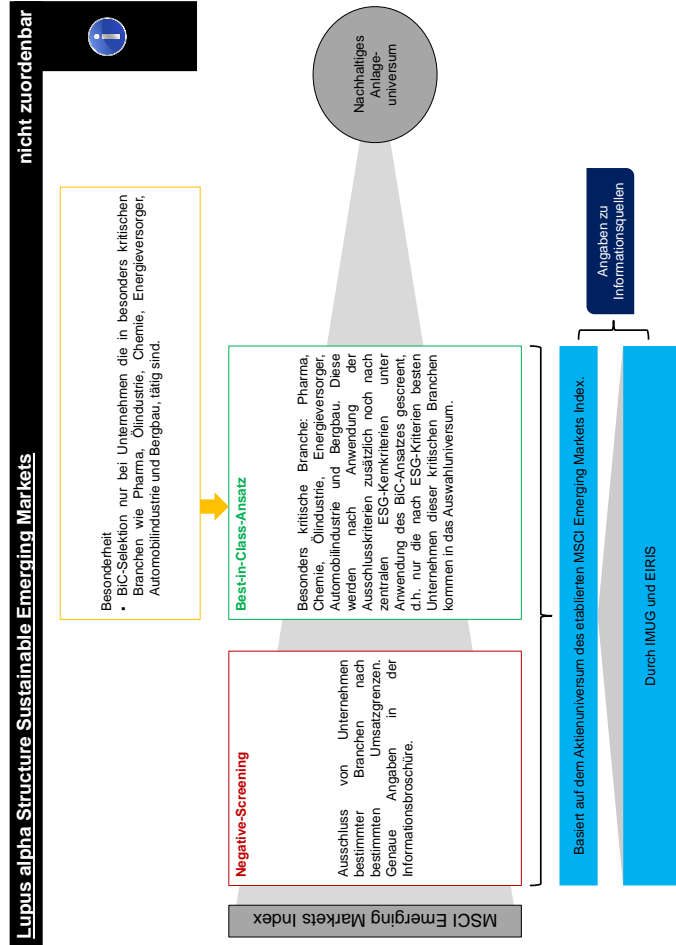 Lupus alpha Structure Sustainable Emerging Markets
nicht zuordenbar
i
Besonderheit
▪ BiC-Selektion nur bei Unternehmen die in besonders kritischen
Branchen wie Pharma, Ölindustrie, Chemie, Energieversorger,
Automobilindustrie und Bergbau, tätig sind.
MSCI Emerging Markets Index
Negative-Screening
Ausschluss von Unternehmen
bestimmter Branchen nach
bestimmten Umsatzgrenzen.
Genaue Angaben in der
Informationsbroschüre.
Best-in-Class-Ansatz
Besonders kritische Branche: Pharma,
Chemie, Ölindustrie, Energieversorger,
Automobilindustrie und Bergbau. Diese
werden nach Anwendung der
Ausschlusskriterien zusätzlich noch nach
zentralen ESG-Kernkriterien unter
Anwendung des BiC-Ansatzes gescreent,
d.h. nur die nach ESG-Kriterien besten
Unternehmen dieser kritischen Branchen
kommen in das Auswahluniversum.
Nachhaltiges
Anlage-
universum
Basiert auf dem Aktienuniversum des etablierten MSCI Emerging Markets Index.
Durch IMUG und EIRIS
Angaben zu
Informationsquellen